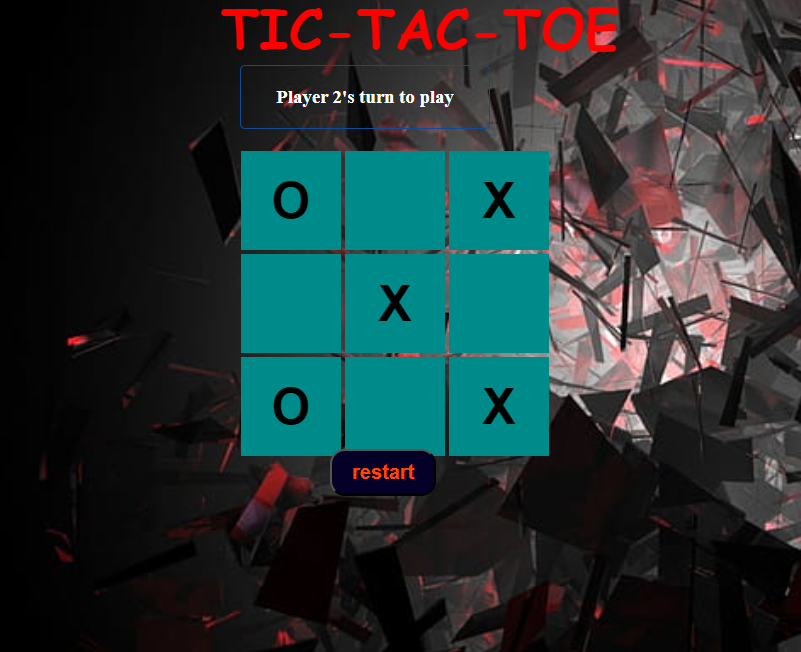 TIC-TAC-TOE
Player 2's turn to play
O X
X
O X
restart